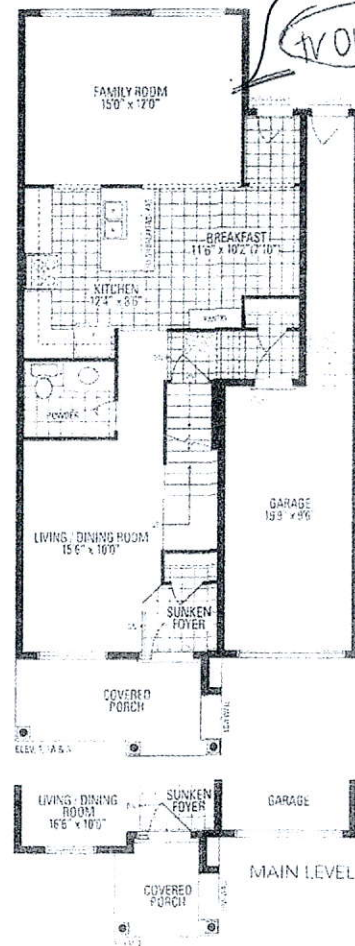 FAMILY ROOM
15'0" x 12'0"
BREAKFAST
KITCHEN
12'4" x 8'6"
PANTRY
POWDER
GARAGE
LIVING / DINING ROOM
15'6" x 10'0"
SUNKEN
FOYER
COVERED
PORCH
LIVING / DINING
ROOM
16'6" x 10'0"
SUNKEN
FOYER
GARAGE
MAIN LEVEL
COVERED
PORCH